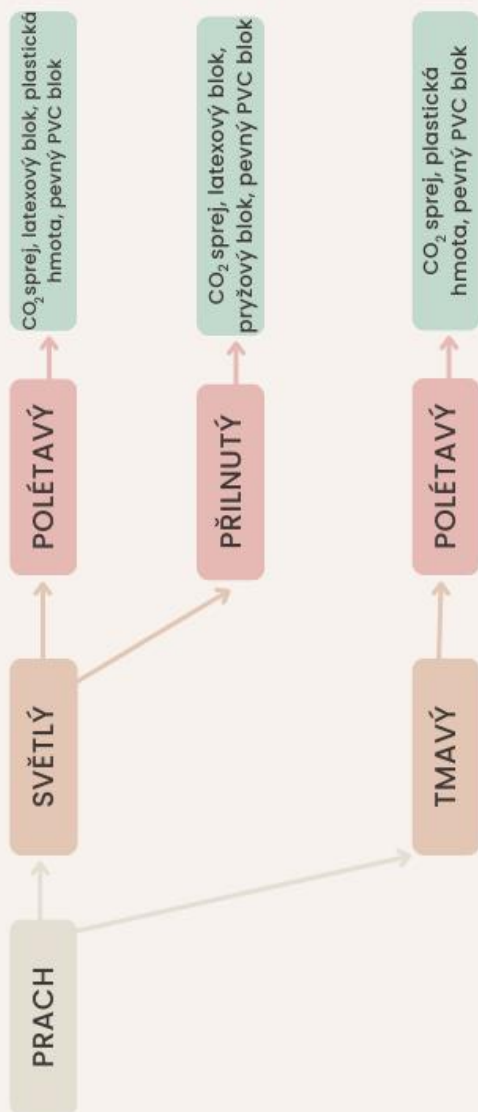 PRACH
SVĚTLÝ
POLÉTAVÝ
CO₂ sprej, latexový blok, plastická
hmota, pevný PVC blok
PŘILNUTÝ
CO₂ sprej, latexový blok,
pryžový blok, pevný PVC blok
TMAVÝ
POLÉTAVÝ
CO₂ sprej, plastická
hmota, pevný PVC blok